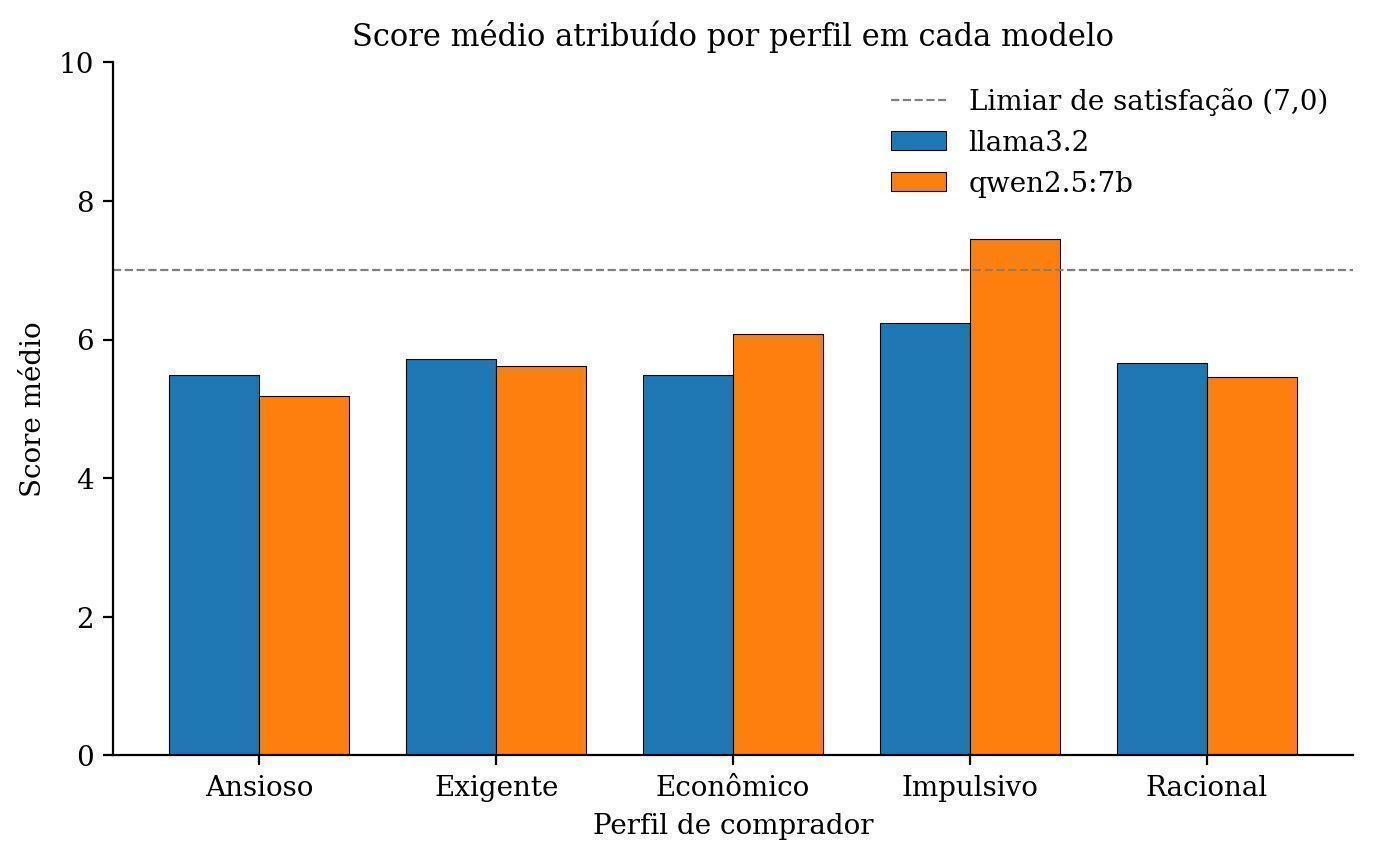 Score médio atribuído por perfil em cada modelo
10
8
6
4
2
0
Score médio
Limiar de satisfação (7,0)
llama3.2
qwen2.5:7b
Ansioso
Exigente
Econômico
Impulsivo
Racional
Perfil de comprador